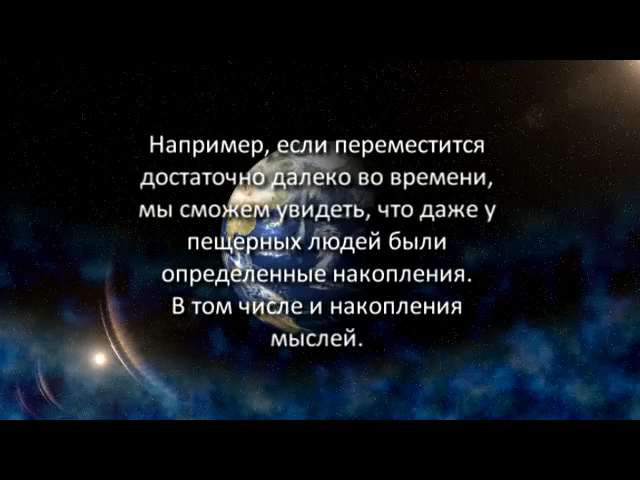 Например, если переместится
достаточно далеко во времени,
мы сможем увидеть, что даже у
пещерных людей были
определенные накопления.
В том числе и накопления
мыслей.